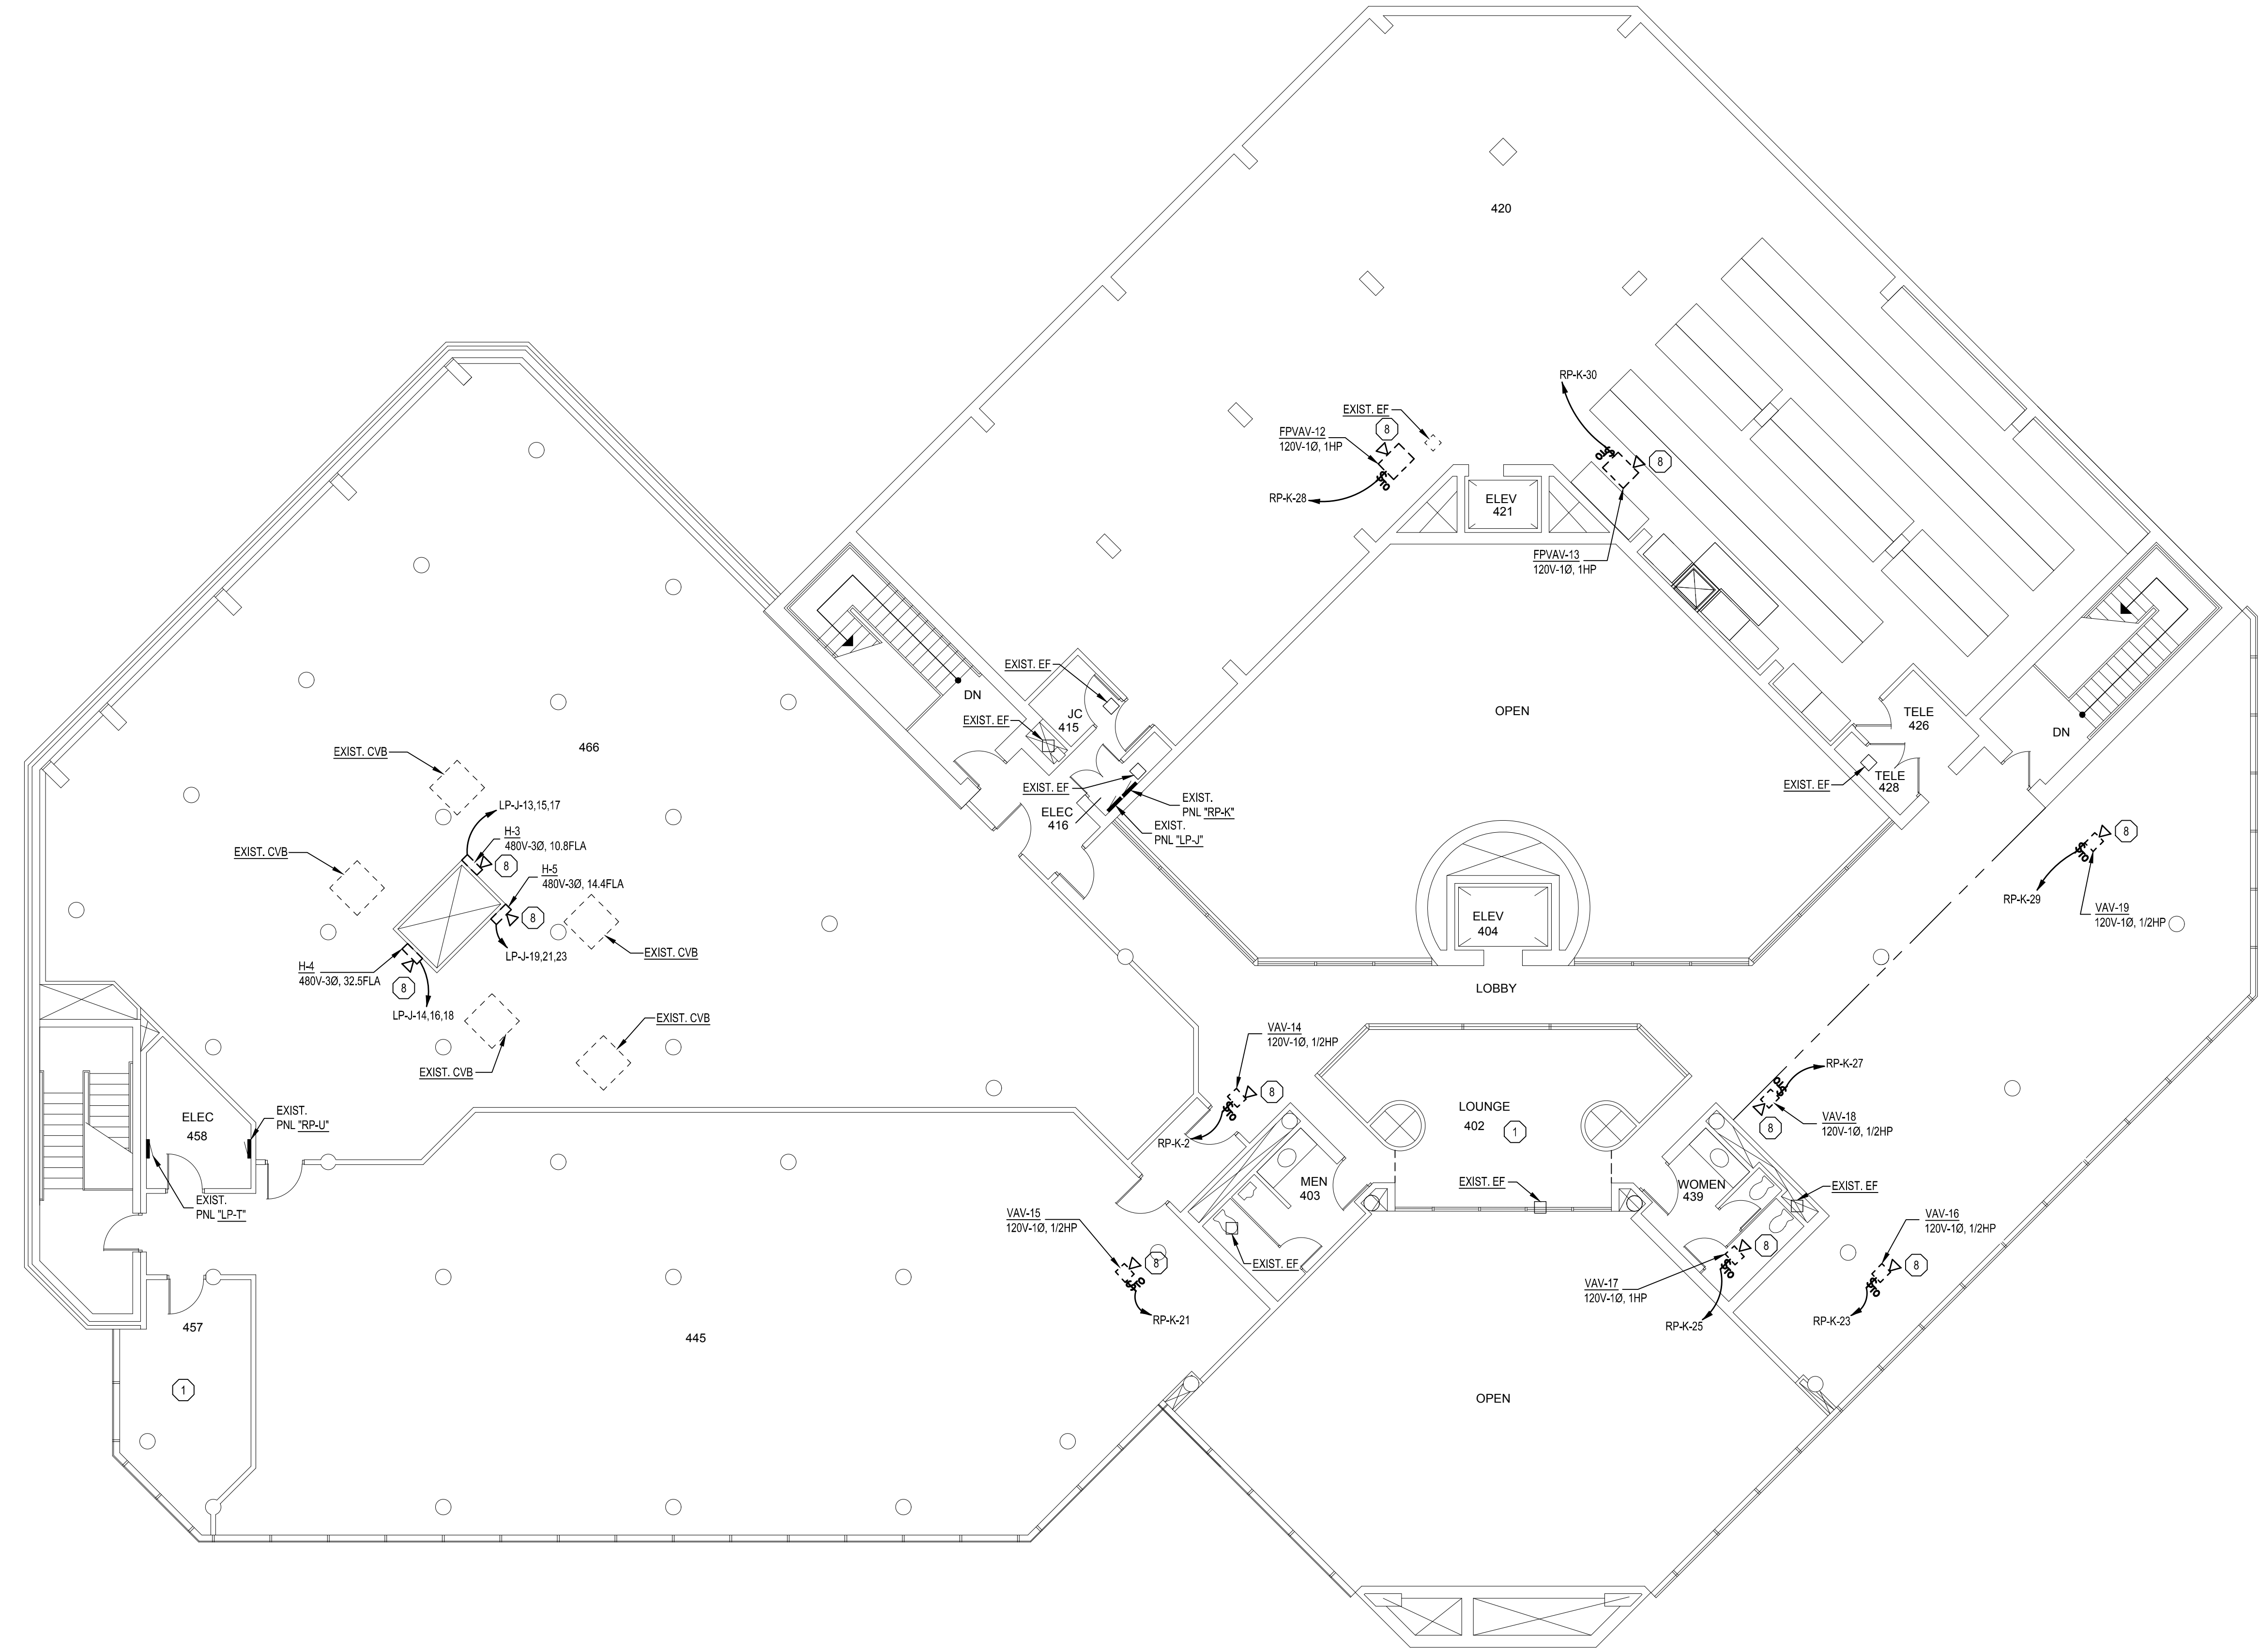 420
RP-K-30
EXIST. EF
8
FPVAV-12
120V-1Ø, 1HP
STO
RP-K-28
ELEV
421
STO
8
FPVAV-13
120V-1Ø, 1HP
EXIST. EF
DN
JC
415
EXIST. EF
OPEN
TELE
426
DN
466
EXIST. CVB
EXIST. EF
TELE
428
EXIST. EF
EXIST.
PNL "RP-K"
ELEC
416
EXIST.
PNL "LP-J"
LP-J-13,15,17
H-3
480V-3Ø, 10.8FLA
8
EXIST. CVB
H-5
480V-3Ø, 14.4FLA
8
LP-J-19,21,23
EXIST. CVB
H-4
480V-3Ø, 32.5FLA
8
LP-J-14,16,18
EXIST. CVB
EXIST. CVB
8
STO
RP-K-29
VAV-19
120V-1Ø, 1/2HP
ELEV
404
LOBBY
VAV-14
120V-1Ø, 1/2HP
8
STO
RP-K-2
LOUNGE
402
1
RP-K-27
STO
VAV-18
120V-1Ø, 1/2HP
8
ELEC
458
EXIST.
PNL "RP-U"
EXIST.
PNL "LP-T"
MEN
403
EXIST. EF
WOMEN
439
EXIST. EF
VAV-15
120V-1Ø, 1/2HP
8
STO
RP-K-21
EXIST. EF
VAV-17
120V-1Ø, 1HP
8
STO
RP-K-25
VAV-16
120V-1Ø, 1/2HP
8
STO
RP-K-23
457
445
1
OPEN